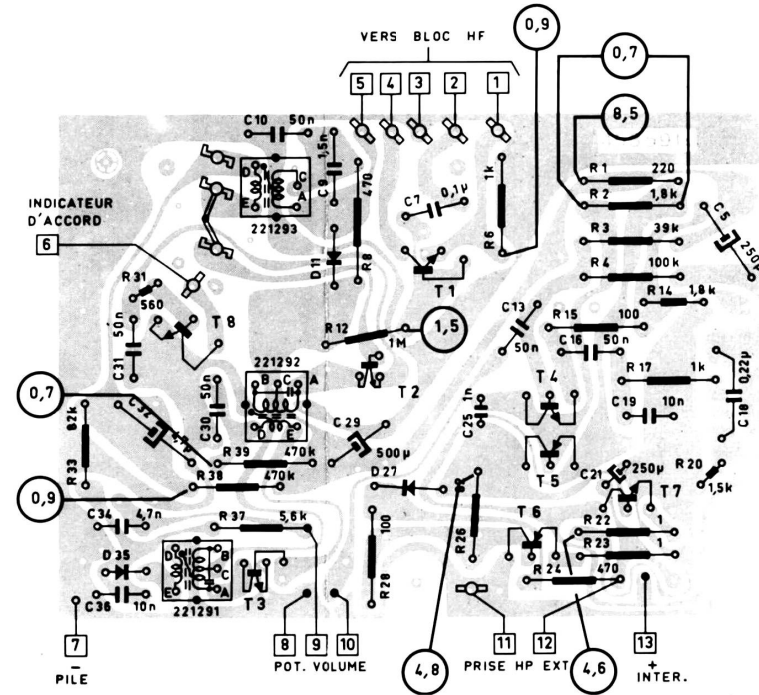 VERS BLOC HF
0,9
0,7
5 4 3 2 1
8,5
C10 50n
1,5n
C9
D C
E A
221293
470
R8
D11
C7 0,1µ
1k
R6
R1 220
R2 1,8k
R3 39k
R4 100k
C5
250µ
INDICATEUR
D'ACCORD
6
R31
560
T8
T1
R14 1,8k
C13
50n
R15 100
C16 50n
R12
1M
1,5
50n
C31
221292
B C A
D E
50n
C30
T2
T4
R17 1k
0,22µ
C18
C19 10n
1n
C25
0,7
82k
R33
C32
4,7µ
C29
500µ
R39 470k
R38 470k
T5
D27
C21 250µ
R20
1,5k
T7
0,9
C34 4,7n
R37 5,6k
100
R28
R26
T6
R22 1
R23 1
R24 470
D35
C36 10n
D B
C
E A
221291
T3
7
8 9 10
11 12 13
–
PILE
POT. VOLUME
4,8
PRISE HP EXT
4,6
+
INTER.